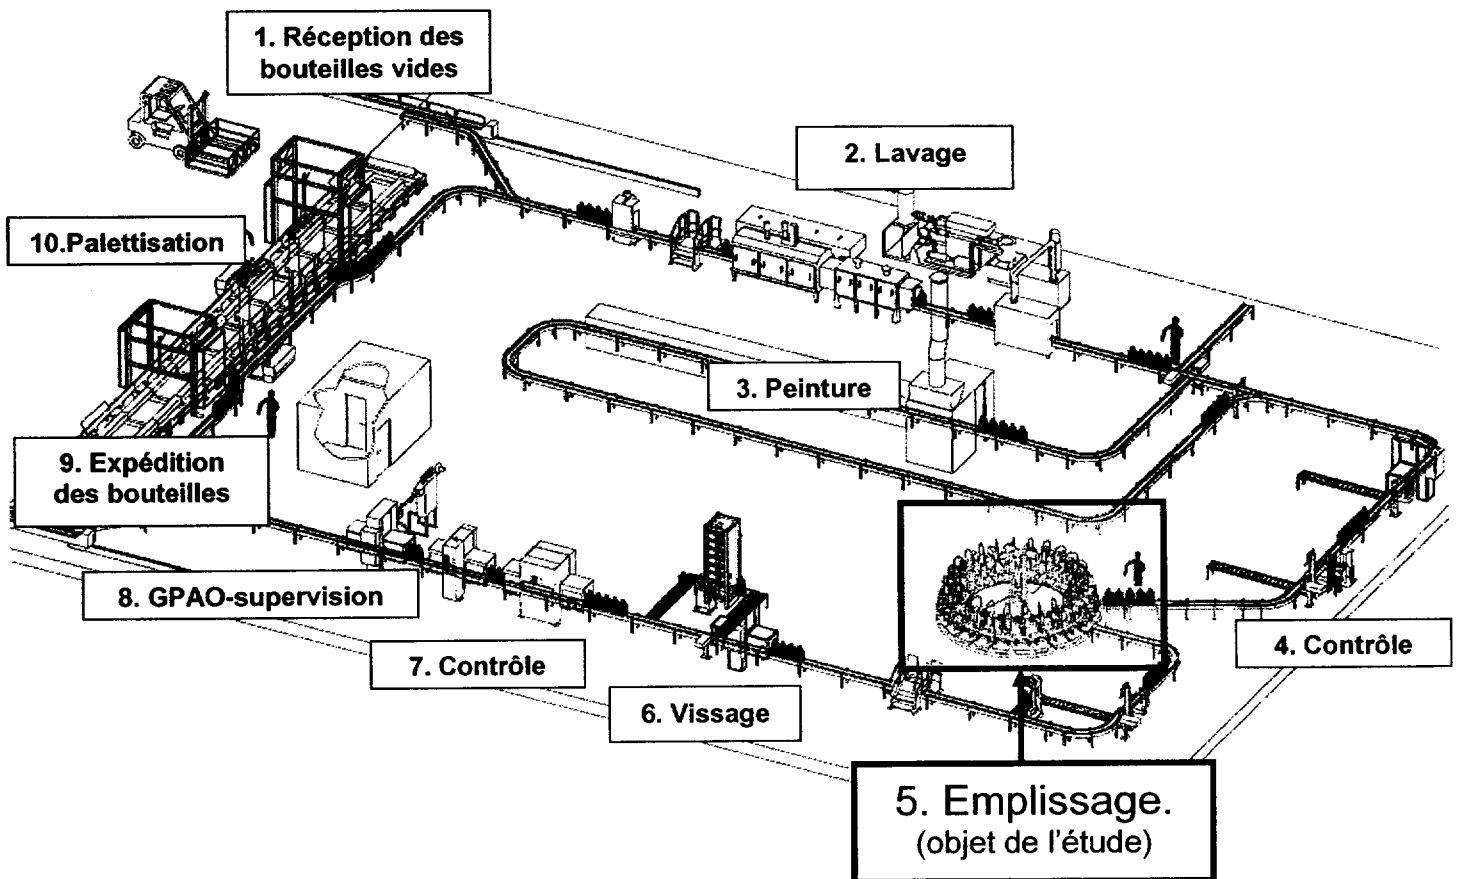 1. Réception des
bouteilles vides
2. Lavage
10.Palettisation
3. Peinture
9. Expédition
des bouteilles
8. GPAO-supervision
4. Contrôle
7. Contrôle
6. Vissage
5. Emplissage.
(objet de l'étude)